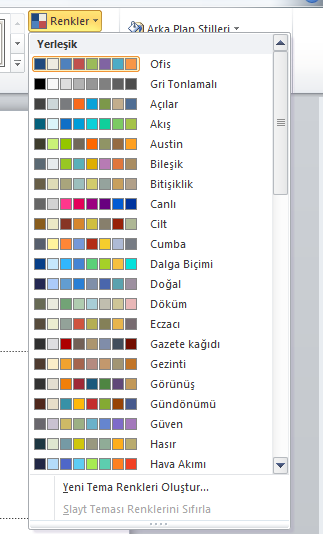 Renkler
Arka Plan Stilleri
Yerleşik
Ofis
Gri Tonlamalı
Açılar
Akış
Austin
Bileşik
Bitişiklik
Canlı
Cilt
Cumba
Dalga Biçimi
Doğal
Döküm
Eczacı
Gazete kağıdı
Gezinti
Görünüş
Gündönümü
Güven
Hasır
Hava Akımı
Yeni Tema Renkleri Oluştur...
Slayt Teması Renklerini Sıfırla